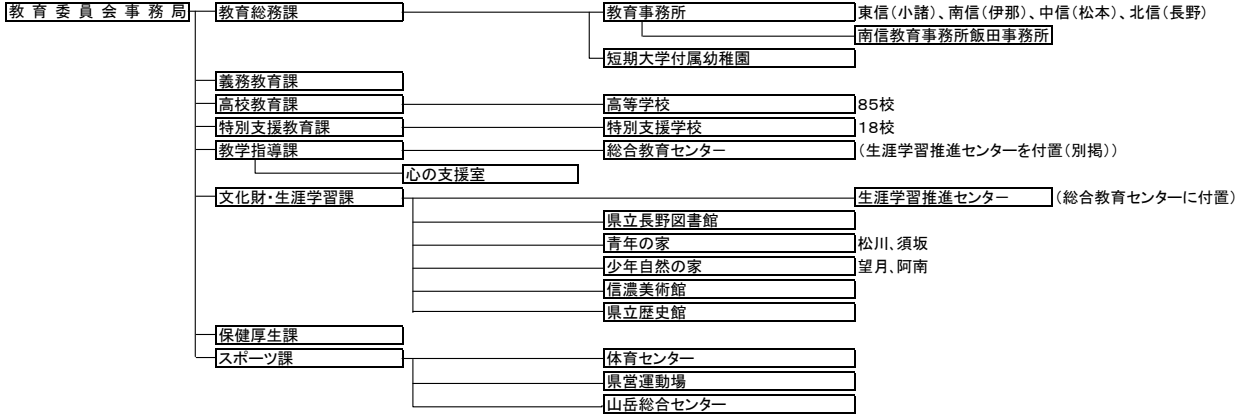 教育委員会事務局 教育総務課 教育事務所 東信(小諸)、南信(伊那)、中信(松本)、北信(長野)
南信教育事務所飯田事務所
短期大学付属幼稚園
義務教育課
高校教育課 高等学校 85校
特別支援教育課 特別支援学校 18校
教学指導課 総合教育センター (生涯学習推進センターを付置(別掲))
心の支援室
文化財・生涯学習課 生涯学習推進センター (総合教育センターに付置)
県立長野図書館
青年の家 松川、須坂
少年自然の家 望月、阿南
信濃美術館
県立歴史館
保健厚生課
スポーツ課 体育センター
県営運動場
山岳総合センター